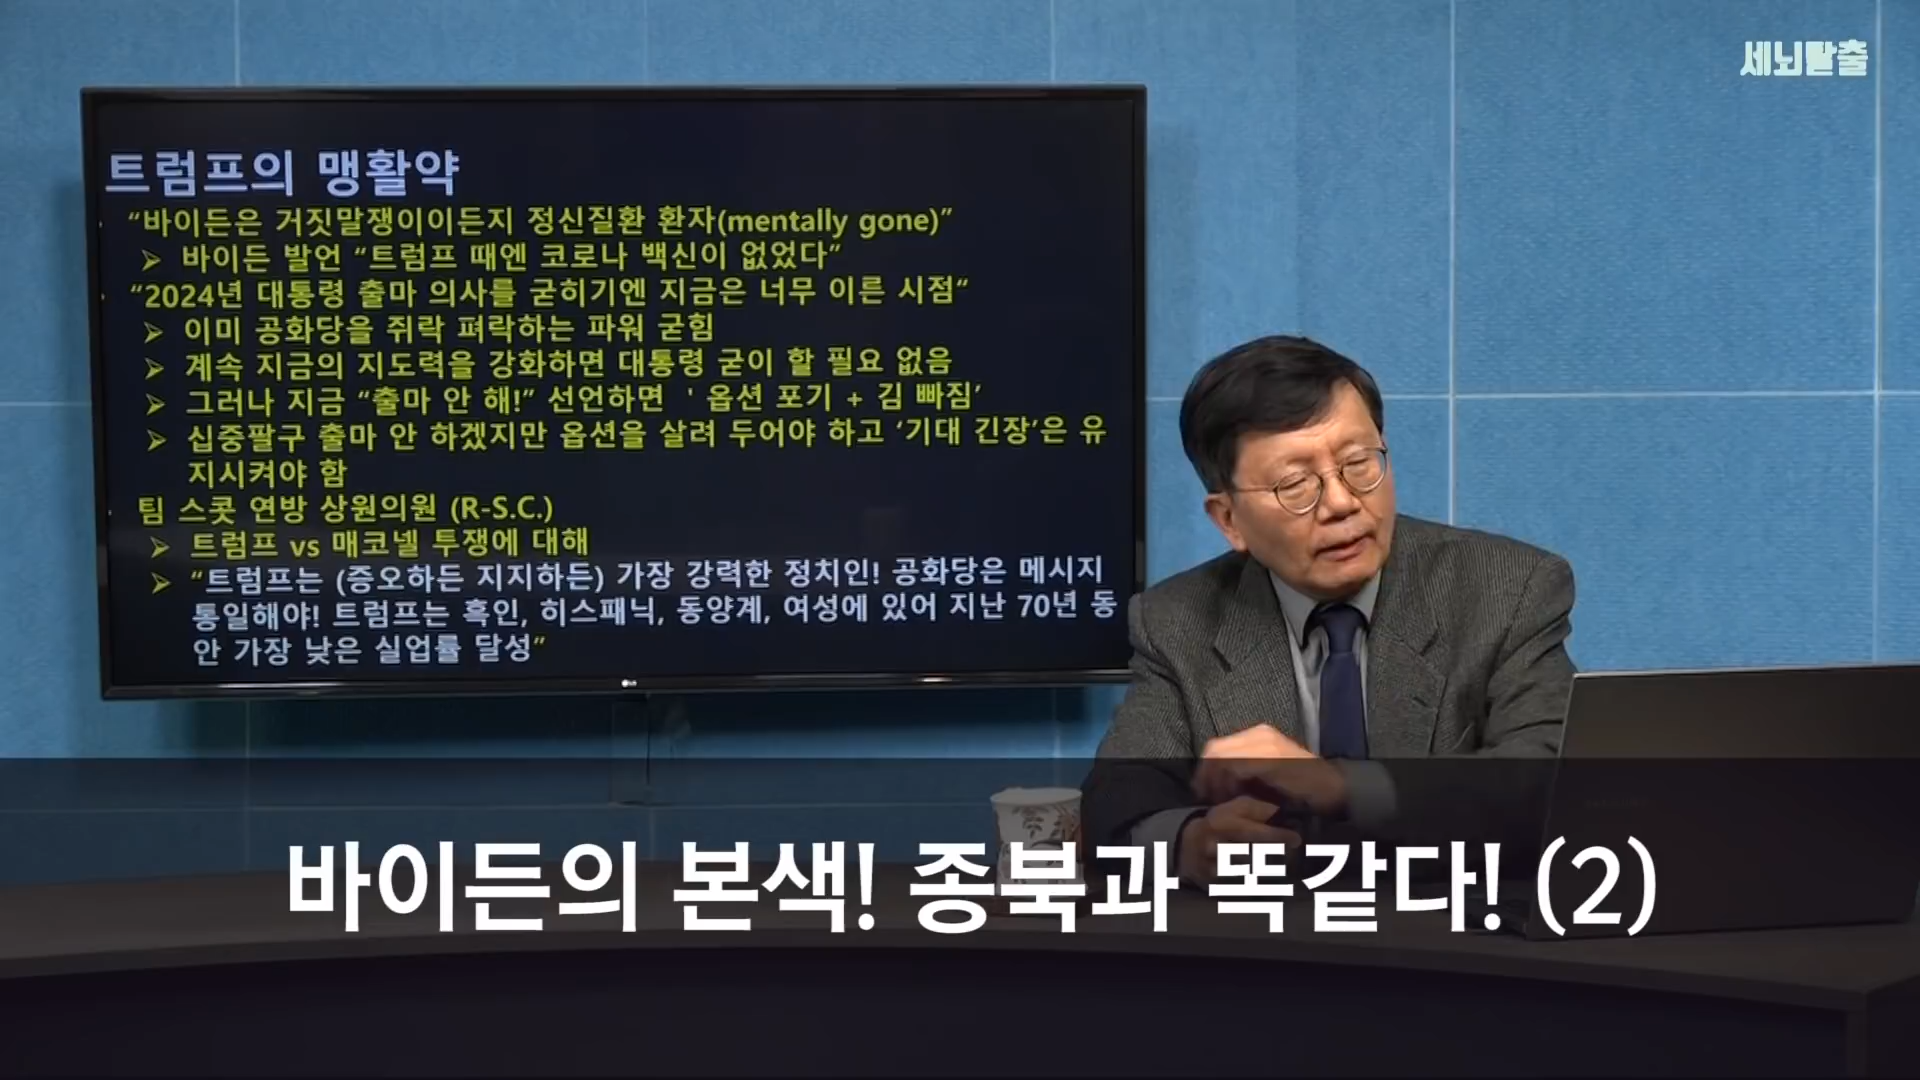 세뇌탈출
트럼프의 맹활약
“바이든은 거짓말쟁이이든지 정신질환 환자(mentally gone)”
➤ 바이든 발언 “트럼프 때엔 코로나 백신이 없었다”
“2024년 대통령 출마 의사를 굳히기엔 지금은 너무 이른 시점“
➤ 이미 공화당을 쥐락 펴락하는 파워 굳힘
➤ 계속 지금의 지도력을 강화하면 대통령 굳이 할 필요 없음
➤ 그러나 지금 “출마 안 해!” 선언하면 ' 옵션 포기 + 김 빠짐’
➤ 십중팔구 출마 안 하겠지만 옵션을 살려 두어야 하고 ‘기대 긴장’은 유
지시켜야 함
팀 스콧 연방 상원의원 (R-S.C.)
➤ 트럼프 vs 매코넬 투쟁에 대해
➤ “트럼프는 (증오하든 지지하든) 가장 강력한 정치인! 공화당은 메시지
통일해야! 트럼프는 흑인, 히스패닉, 동양계, 여성에 있어 지난 70년 동
안 가장 낮은 실업률 달성”
LG
바이든의 본색! 종북과 똑같다! (2)